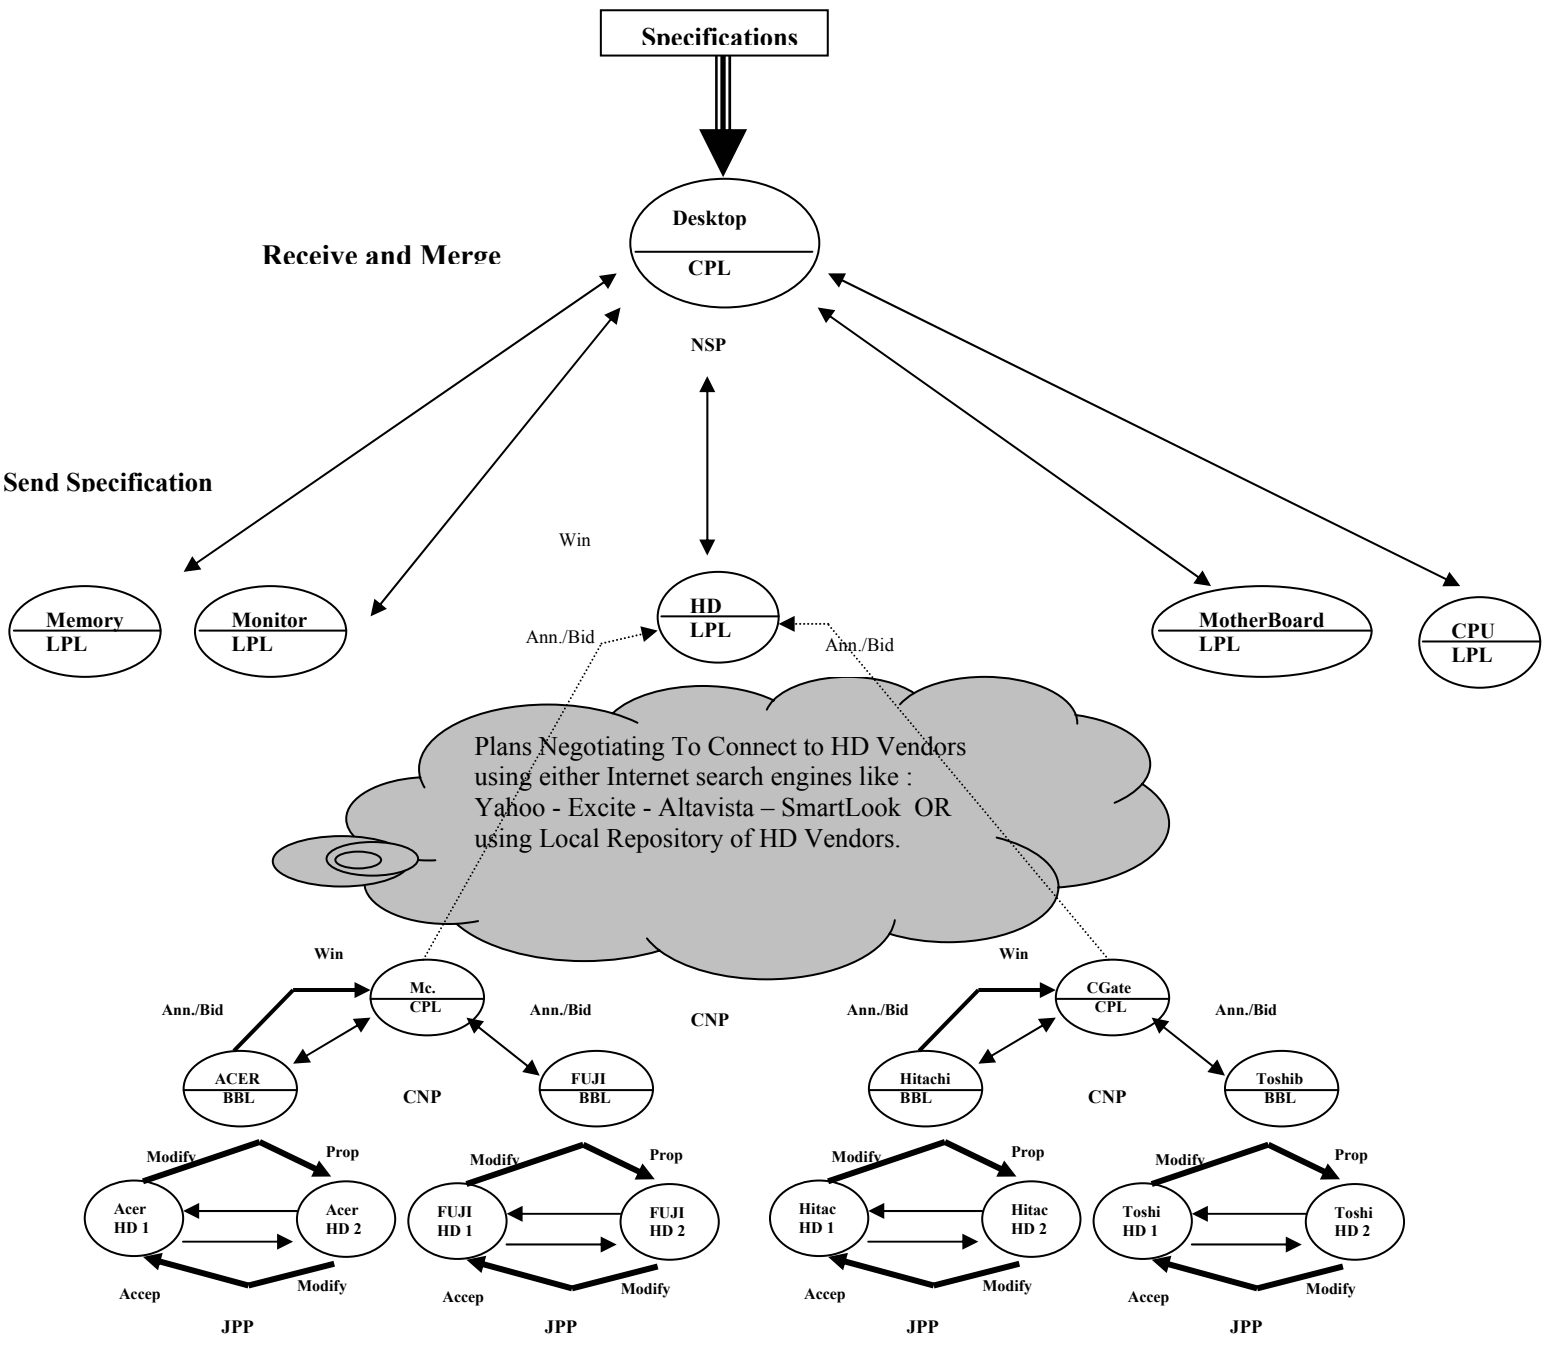 Specifications
Desktop
CPL
Receive and Merge
NSP
Send Specification
Win
Memory
LPL
Monitor
LPL
HD
LPL
MotherBoard
LPL
CPU
LPL
Ann./Bid
Ann./Bid
Plans Negotiating To Connect to HD Vendors
using either Internet search engines like :
Yahoo - Excite - Altavista – SmartLook OR
using Local Repository of HD Vendors.
Win
Win
Mc.
CPL
CGate
CPL
Ann./Bid
Ann./Bid
CNP
Ann./Bid
Ann./Bid
ACER
BBL
CNP
FUJI
BBL
Hitachi
BBL
CNP
Toshib
BBL
Modify
Prop
Modify
Prop
Modify
Prop
Modify
Prop
Acer
HD 1
Acer
HD 2
FUJI
HD 1
FUJI
HD 2
Hitac
HD 1
Hitac
HD 2
Toshi
HD 1
Toshi
HD 2
Accep
Modify
Accep
Modify
Accep
Modify
Accep
Modify
JPP
JPP
JPP
JPP